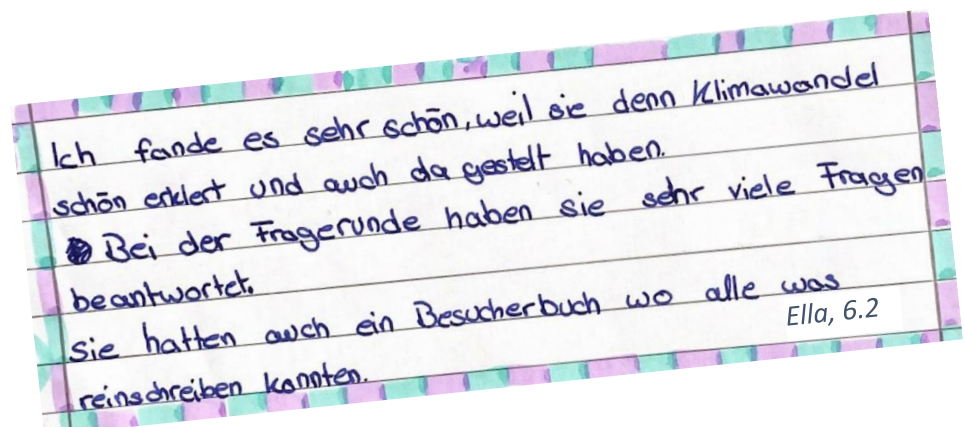 Ich fande es sehr schön, weil sie denn Klimawandel
schön erklert und auch da gestelt haben.
Bei der Fragerunde haben sie sehr viele Fragen
beantwortet.
sie hatten auch ein Besucherbuch wo alle was
Ella, 6.2
reinschreiben konnten.